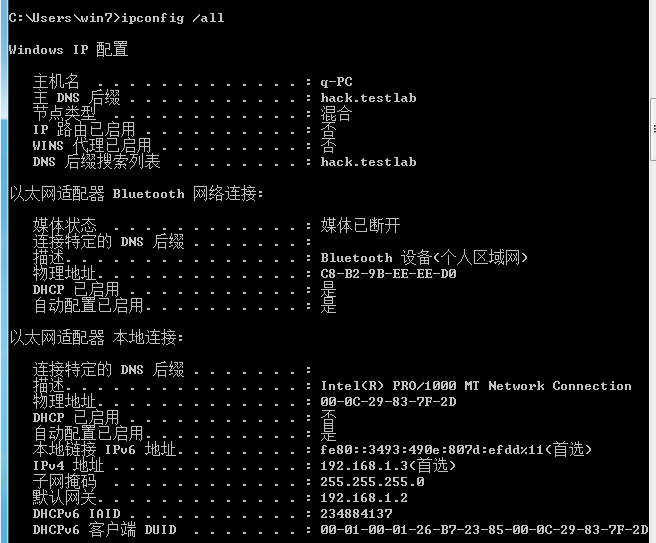 C:\Users\win7>ipconfig /all
Windows IP 配置
主机名 . . . . . . . . . . . . . : q-PC
主 DNS 后缀 . . . . . . . . . . . : hack.testlab
节点类型 . . . . . . . . . . . . : 混合
IP 路由已启用 . . . . . . . . . . : 否
WINS 代理已启用 . . . . . . . . . : 否
DNS 后缀搜索列表 . . . . . . . . : hack.testlab
以太网适配器 Bluetooth 网络连接:
媒体状态 . . . . . . . . . . . . : 媒体已断开
连接特定的 DNS 后缀 . . . . . . . :
描述. . . . . . . . . . . . . . . : Bluetooth 设备(个人区域网)
物理地址. . . . . . . . . . . . . : C8-B2-9B-EE-EE-D0
DHCP 已启用 . . . . . . . . . . . : 是
自动配置已启用. . . . . . . . . . : 是
以太网适配器 本地连接:
连接特定的 DNS 后缀 . . . . . . . :
描述. . . . . . . . . . . . . . . : Intel(R) PRO/1000 MT Network Connection
物理地址. . . . . . . . . . . . . : 00-0C-29-83-7F-2D
DHCP 已启用 . . . . . . . . . . . : 否
自动配置已启用. . . . . . . . . . : 是
本地链接 IPv6 地址. . . . . . . . : fe80::3493:490e:807d:efdd%11(首选)
IPv4 地址 . . . . . . . . . . . . : 192.168.1.3(首选)
子网掩码 . . . . . . . . . . . . : 255.255.255.0
默认网关. . . . . . . . . . . . . : 192.168.1.2
DHCPv6 IAID . . . . . . . . . . . : 234884137
DHCPv6 客户端 DUID . . . . . . . : 00-01-00-01-26-B7-23-85-00-0C-29-83-7F-2D